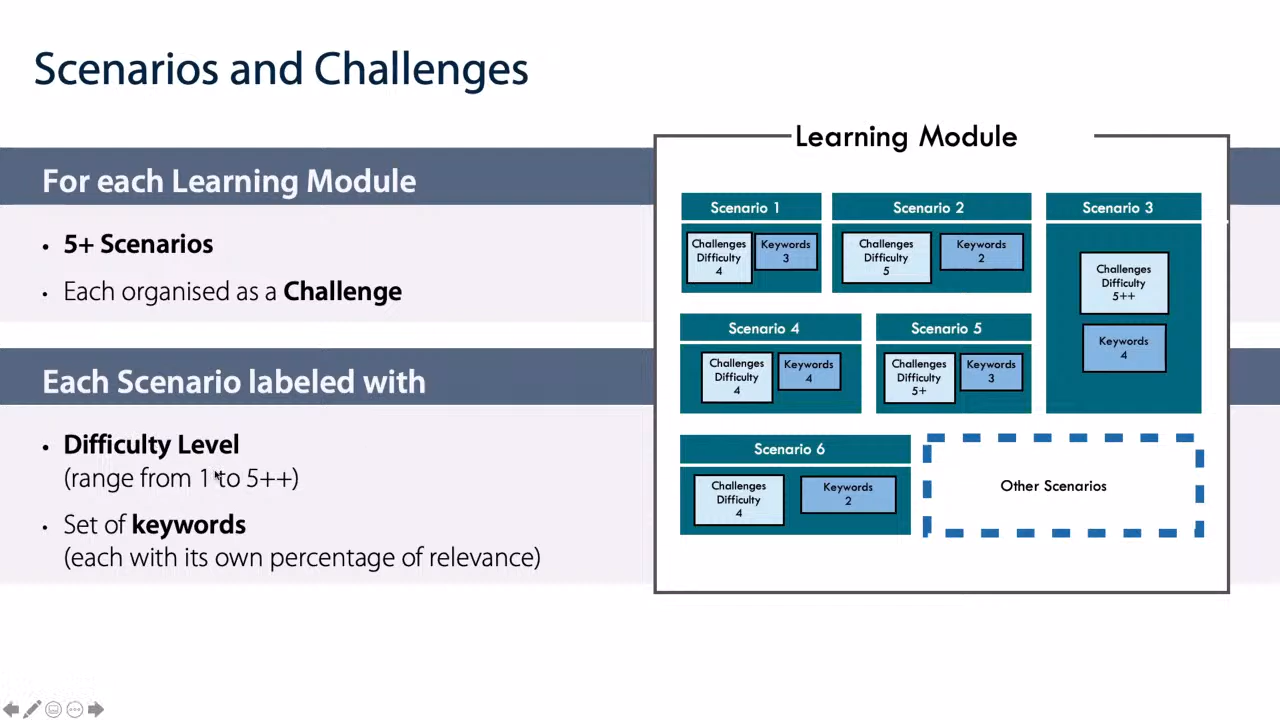 Scenarios and Challenges
For each Learning Module
• 5+ Scenarios
• Each organised as a Challenge
Each Scenario labeled with
• Difficulty Level
(range from 1 to 5++)
• Set of keywords
(each with its own percentage of relevance)
Learning Module
Scenario 1
Challenges
Difficulty
4
Keywords
3
Scenario 2
Challenges
Difficulty
5
Keywords
2
Scenario 3
Challenges
Difficulty
5++
Keywords
4
Scenario 4
Challenges
Difficulty
4
Keywords
4
Scenario 5
Challenges
Difficulty
5+
Keywords
3
Scenario 6
Challenges
Difficulty
4
Keywords
2
Other Scenarios